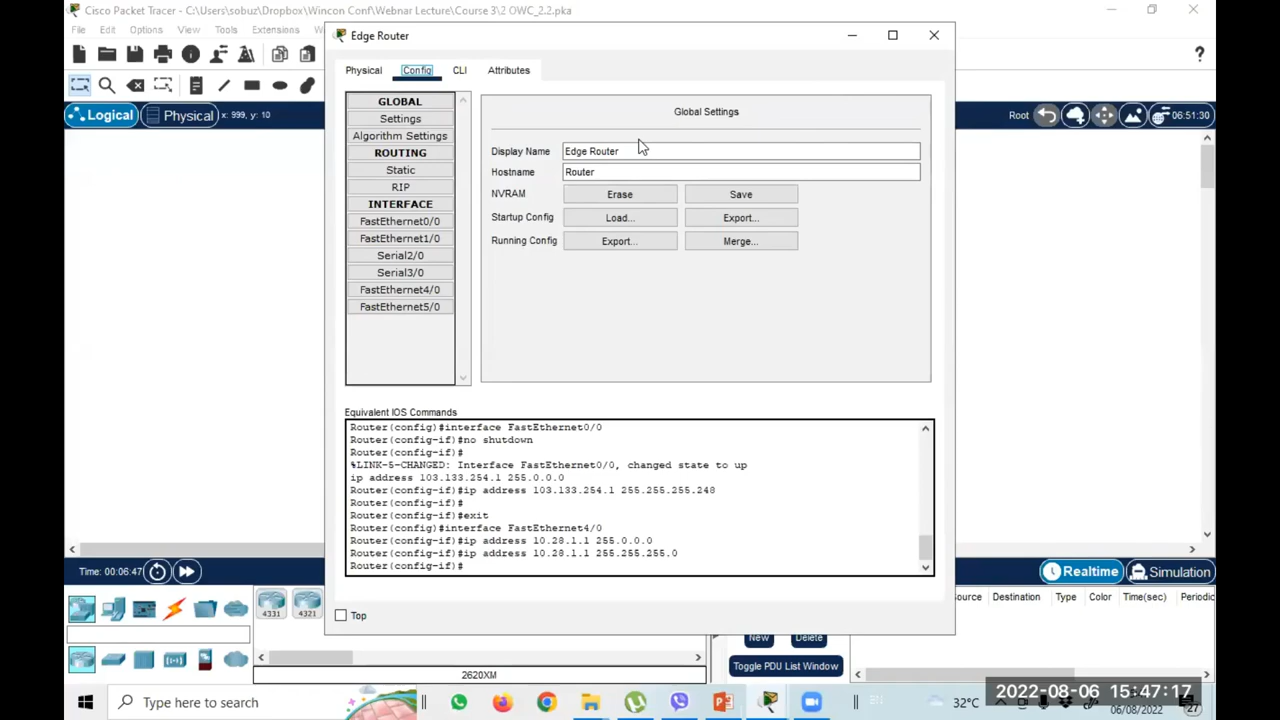 Cisco Packet Tracer - C:\Users\sobuz\Dropbox\Wincon Conf\Webnar Lecture\Course 3\2 OWC_2.2.pka
File Edit Options View Tools Extensions
Edge Router
Physical Config CLI Attributes
Logical Physical x: 999, y: 10
Root 06:51:30
GLOBAL
Settings
Algorithm Settings
ROUTING
Static
RIP
INTERFACE
FastEthernet0/0
FastEthernet1/0
Serial2/0
Serial3/0
FastEthernet4/0
FastEthernet5/0
Global Settings
Display Name Edge Router
Hostname Router
NVRAM Erase Save
Startup Config Load... Export...
Running Config Export... Merge...
Equivalent IOS Commands
Router(config)#interface FastEthernet0/0
Router(config-if)#no shutdown
Router(config-if)#
%LINK-5-CHANGED: Interface FastEthernet0/0, changed state to up
ip address 103.133.254.1 255.0.0.0
Router(config-if)#ip address 103.133.254.1 255.255.255.248
Router(config-if)#
Router(config-if)#exit
Router(config)#interface FastEthernet4/0
Router(config-if)#ip address 10.28.1.1 255.0.0.0
Router(config-if)#ip address 10.28.1.1 255.255.255.0
Router(config-if)#
Top
Time: 00:06:47
Realtime Simulation
4331 4321
ource Destination Type Color Time(sec) Periodic
New Delete
Toggle PDU List Window
2620XM
Type here to search
32°C
2022-08-06 15:47:17
06/08/2022
27